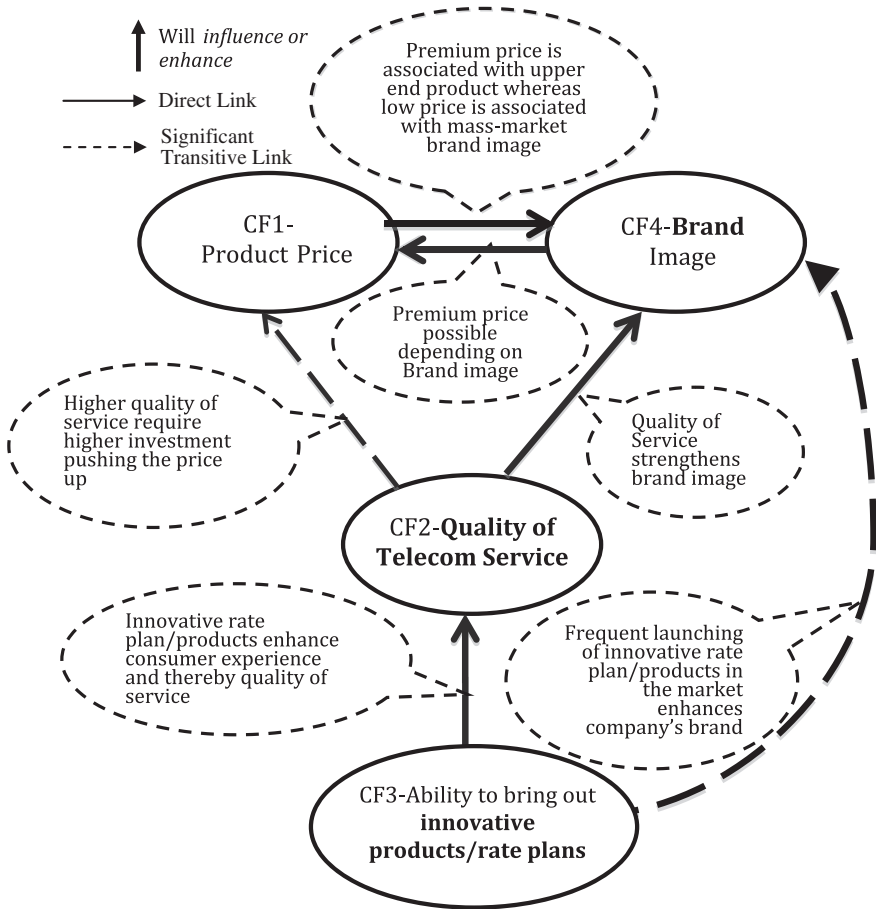 Will influence or
enhance
Direct Link
Significant
Transitive Link
Premium price is
associated with upper
end product whereas
low price is associated
with mass-market
brand image
CF1-
Product Price
CF4-Brand
Image
Premium price
possible
depending on
Brand image
Higher quality of
service require
higher investment
pushing the price
up
Quality of
Service
strengthens
brand image
CF2-Quality of
Telecom Service
Innovative rate
plan/products enhance
consumer experience
and thereby quality of
service
Frequent launching
of innovative rate
plan/products in
the market
enhances
company’s brand
CF3-Ability to bring out
innovative
products/rate plans